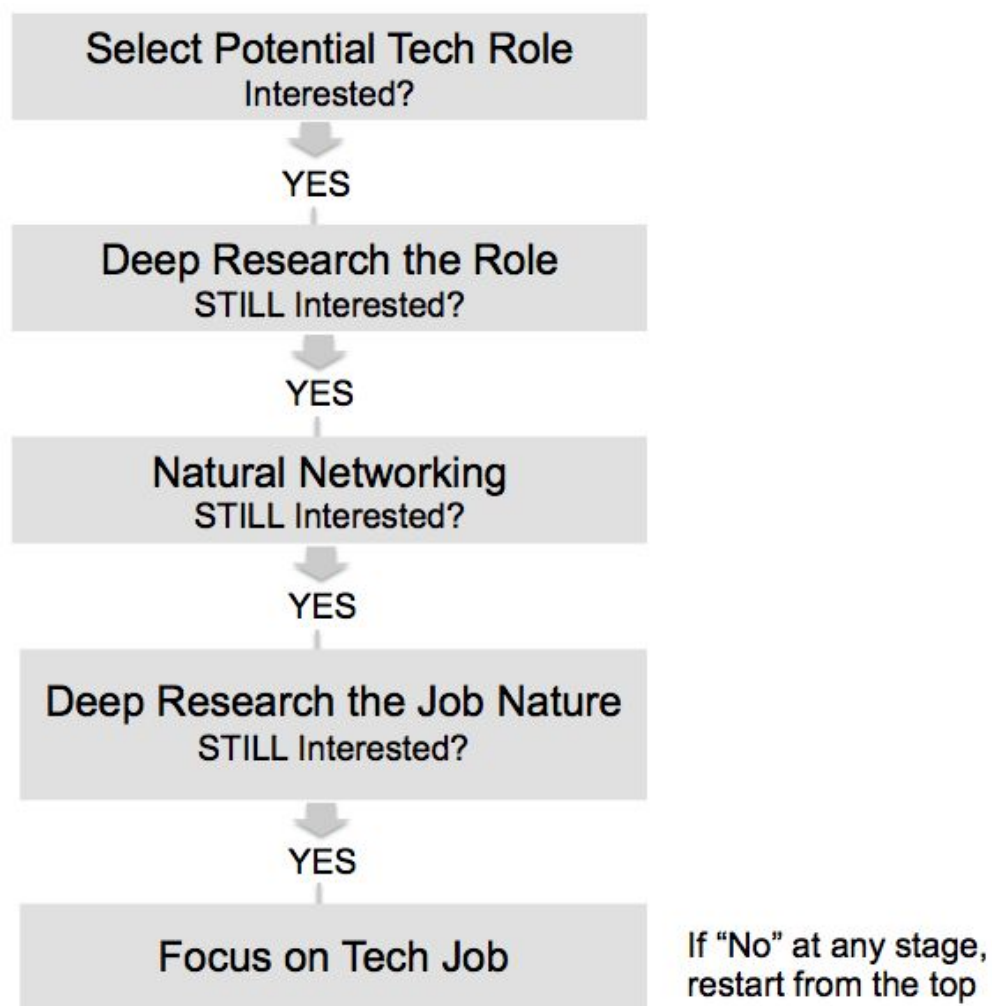 Select Potential Tech Role
Interested?
YES
Deep Research the Role
STILL Interested?
YES
Natural Networking
STILL Interested?
YES
Deep Research the Job Nature
STILL Interested?
YES
Focus on Tech Job
If “No” at any stage,
restart from the top